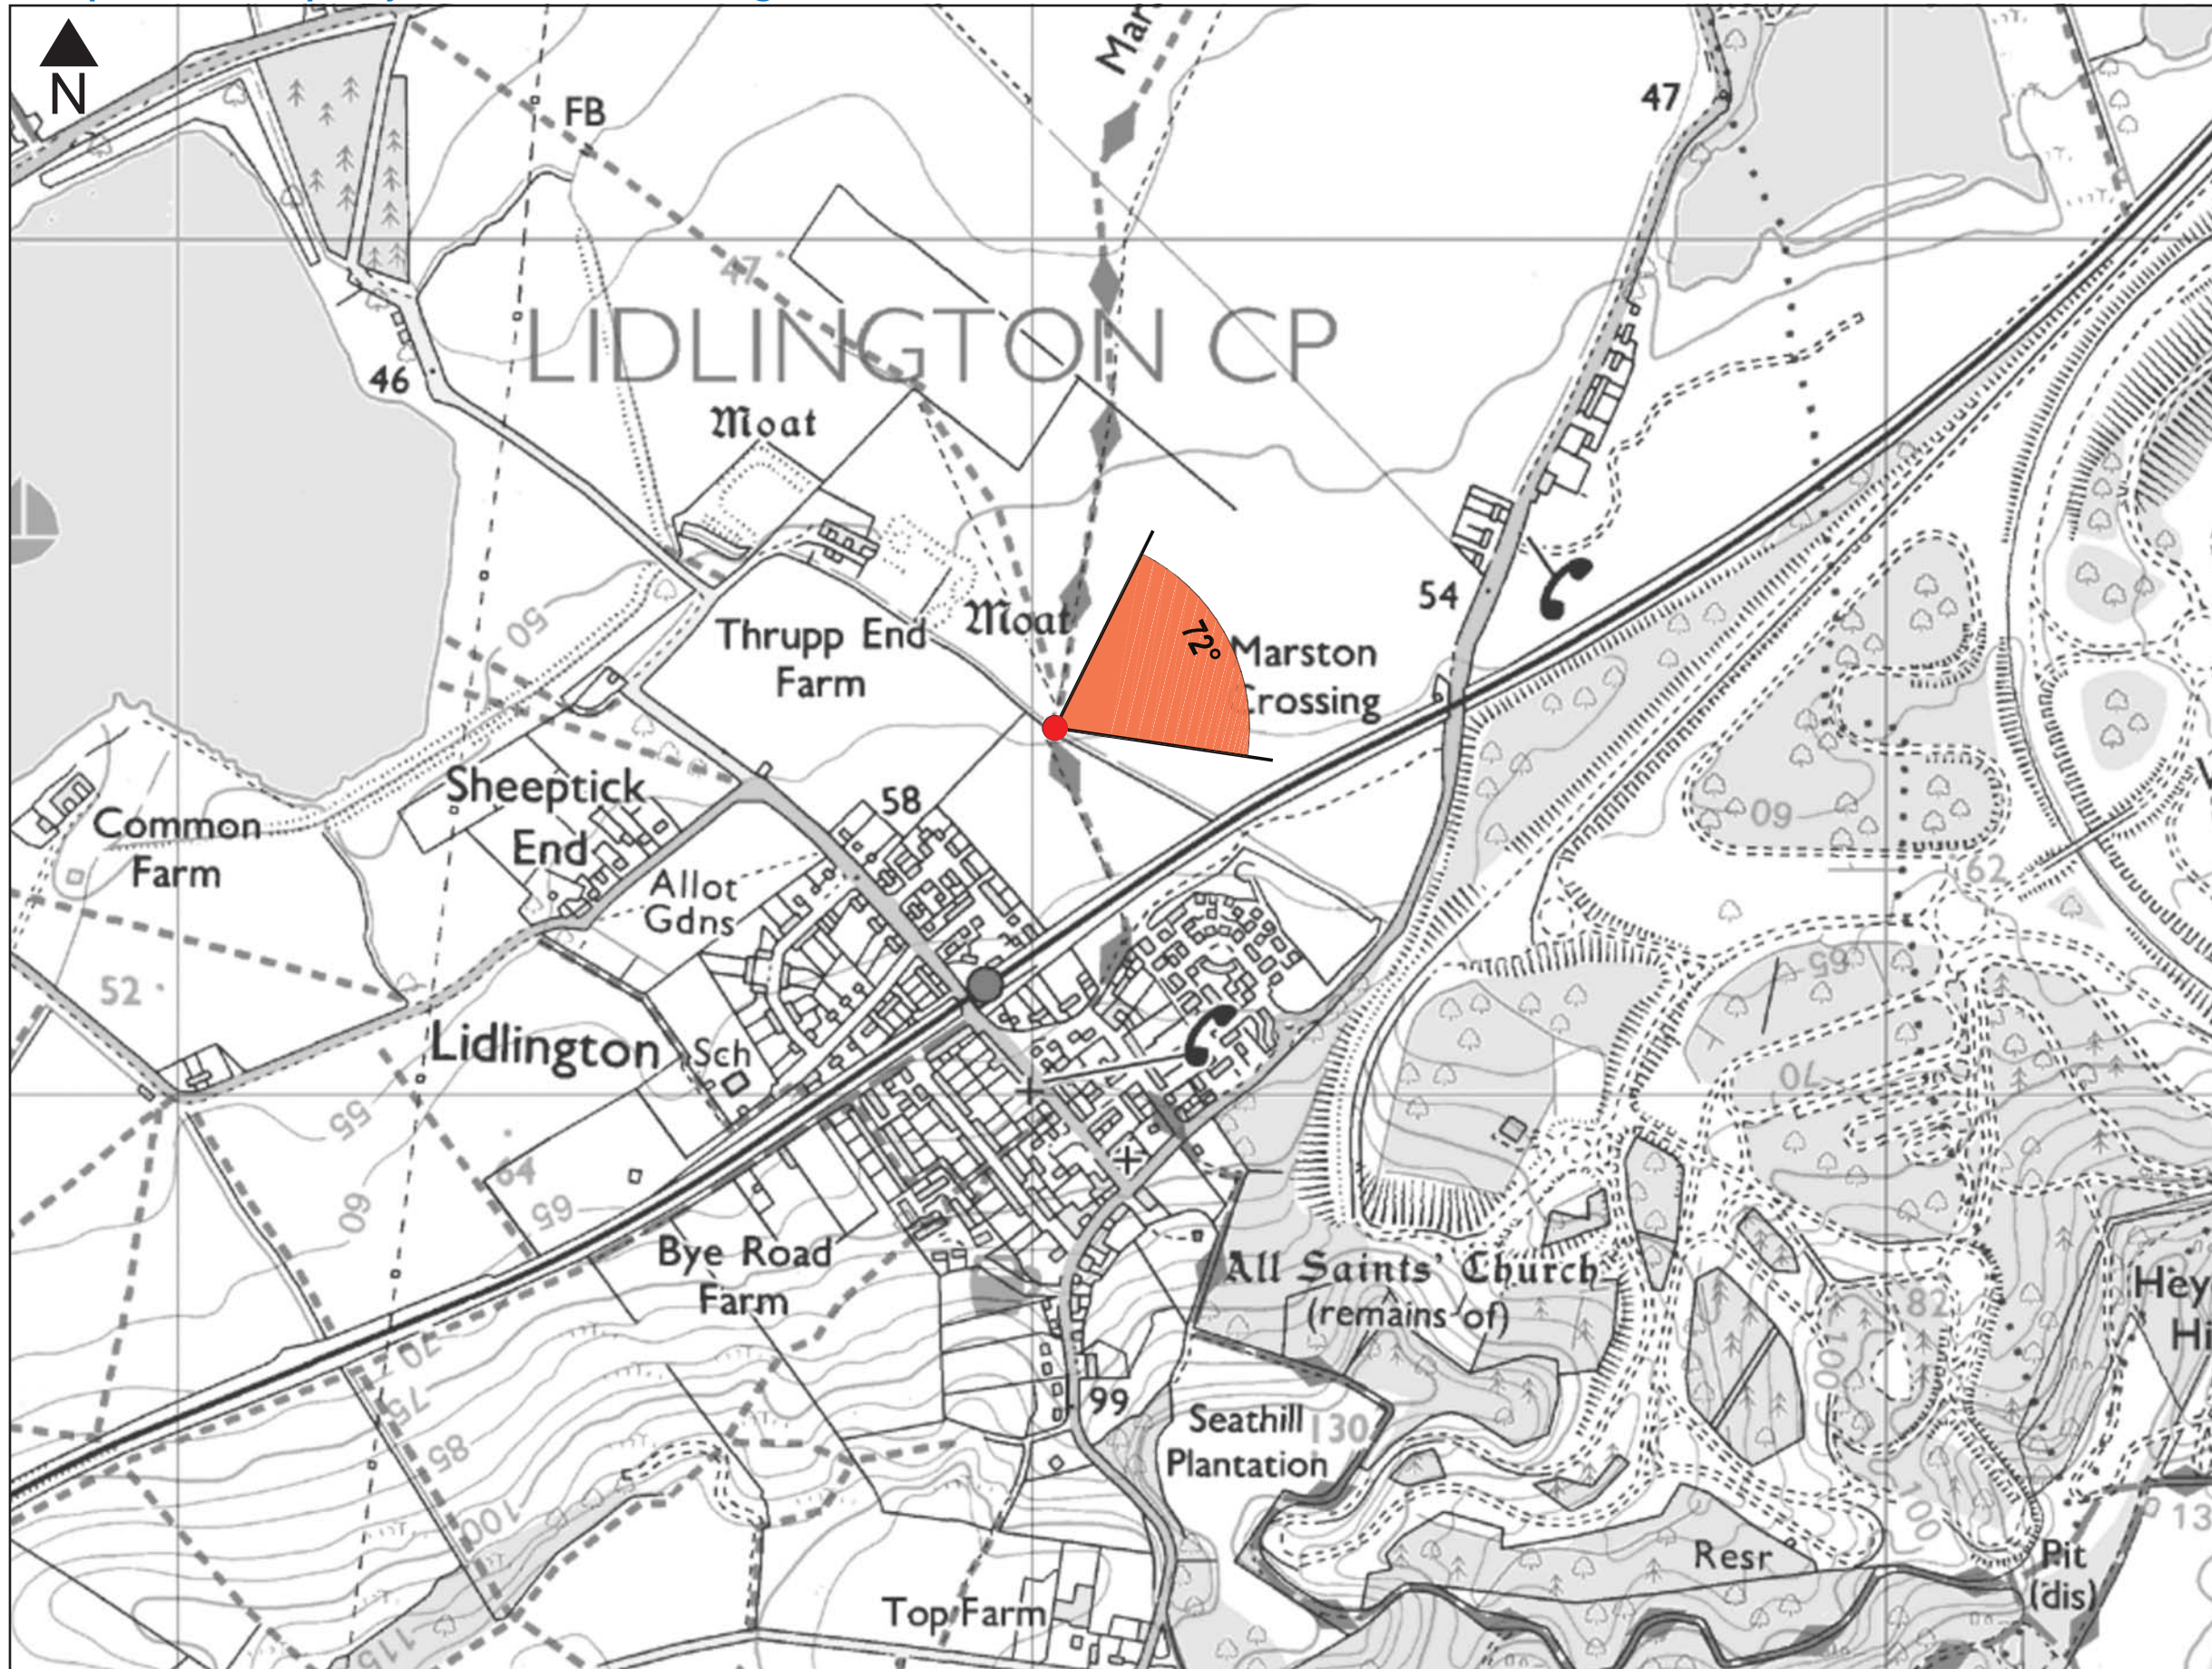 N
FB
Mar
47
47
LIDLINGTON CP
46
Moat
Moat
54
50
Thrupp End
Farm
72°
Marston
Crossing
Sheeptick
End
58
60
Common
Farm
Allot
Gdns
62
52
65
Lidlington
Sch
70
55
64
60
65
Bye Road
Farm
All Saints' Church
(remains of)
82
Hey
Hi
100
70
75
99
Seathill
Plantation
130
85
100
100
13
Resr
Pit
(dis)
Top Farm
115